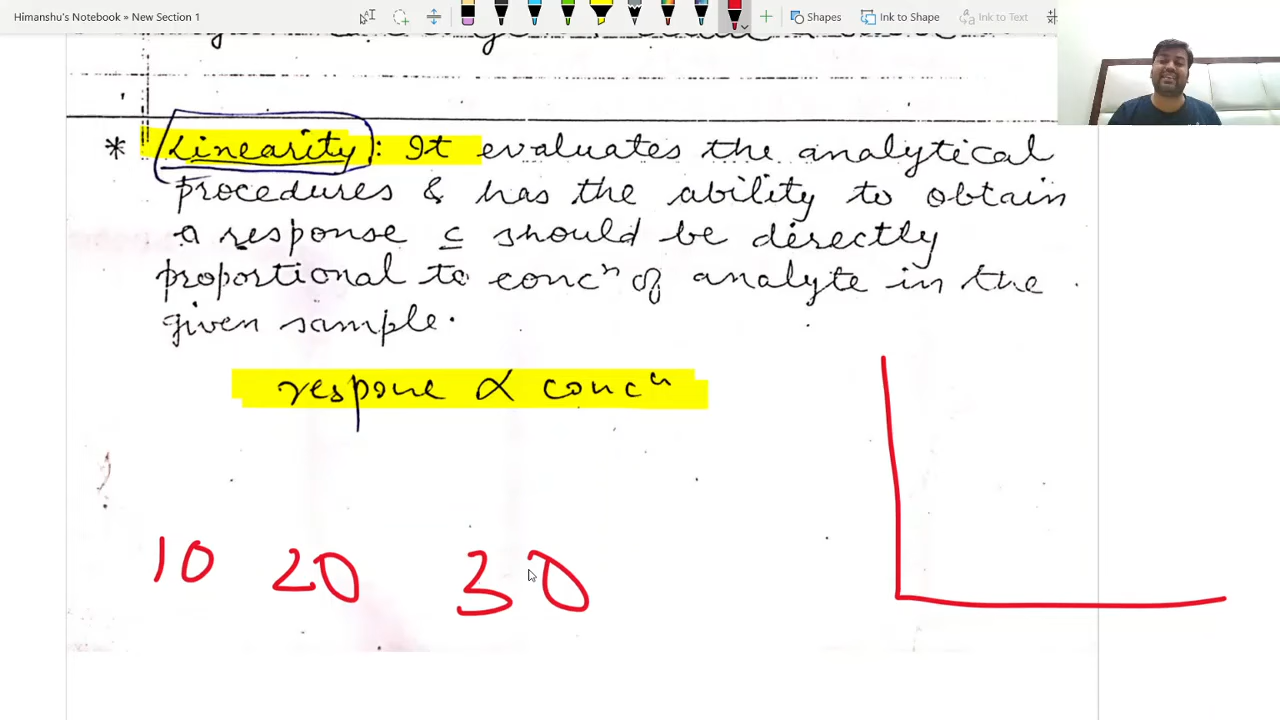 Himanshu's Notebook » New Section 1
Shapes
Ink to Shape
Ink to Text
* Linearity : It evaluates the analytical
procedures & has the ability to obtain
a response c should be directly
proportional to concⁿ of analyte in the
given sample.
respone ∝ concⁿ
10 20 30